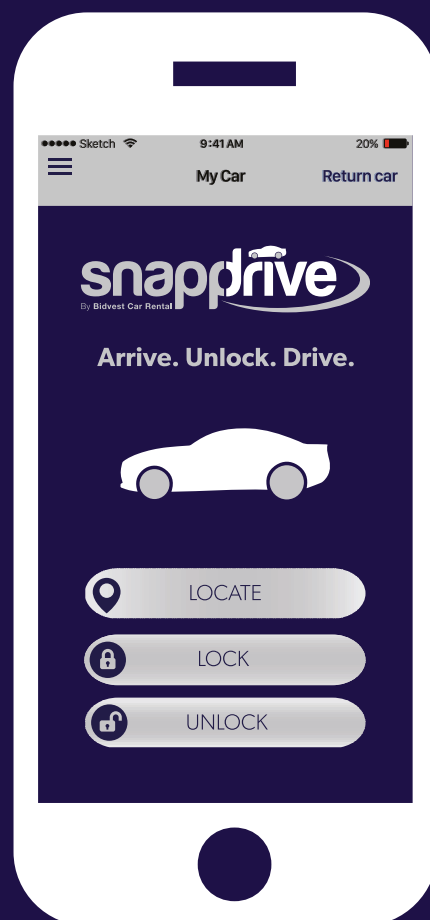 Sketch 9:41 AM 20%
My Car Return car
snappdrive
By Bidvest Car Rental
Arrive. Unlock. Drive.
LOCATE
LOCK
UNLOCK